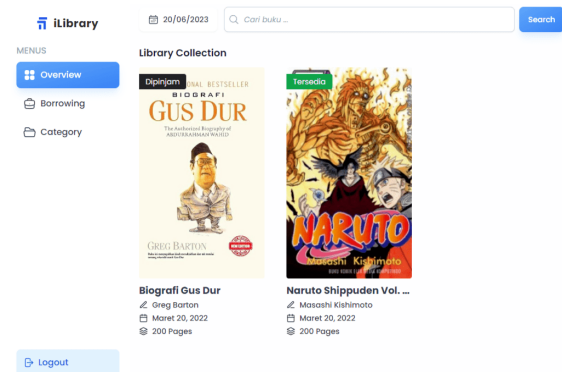 iLibrary
MENUS
Overview
Borrowing
Category
Logout
20/06/2023
Cari buku ...
Search
Library Collection
Dipinjam
ONAL BESTSELLER
BIOGRAFI
GUS DUR
The Authorized Biography of
ABDURRAHMAN WAHID
GREG BARTON
Biografi Gus Dur
Greg Barton
Maret 20, 2022
200 Pages
Tersedia
NARUTO
Masashi Kishimoto
Naruto Shippuden Vol. ...
Masashi Kishimoto
Maret 20, 2022
200 Pages